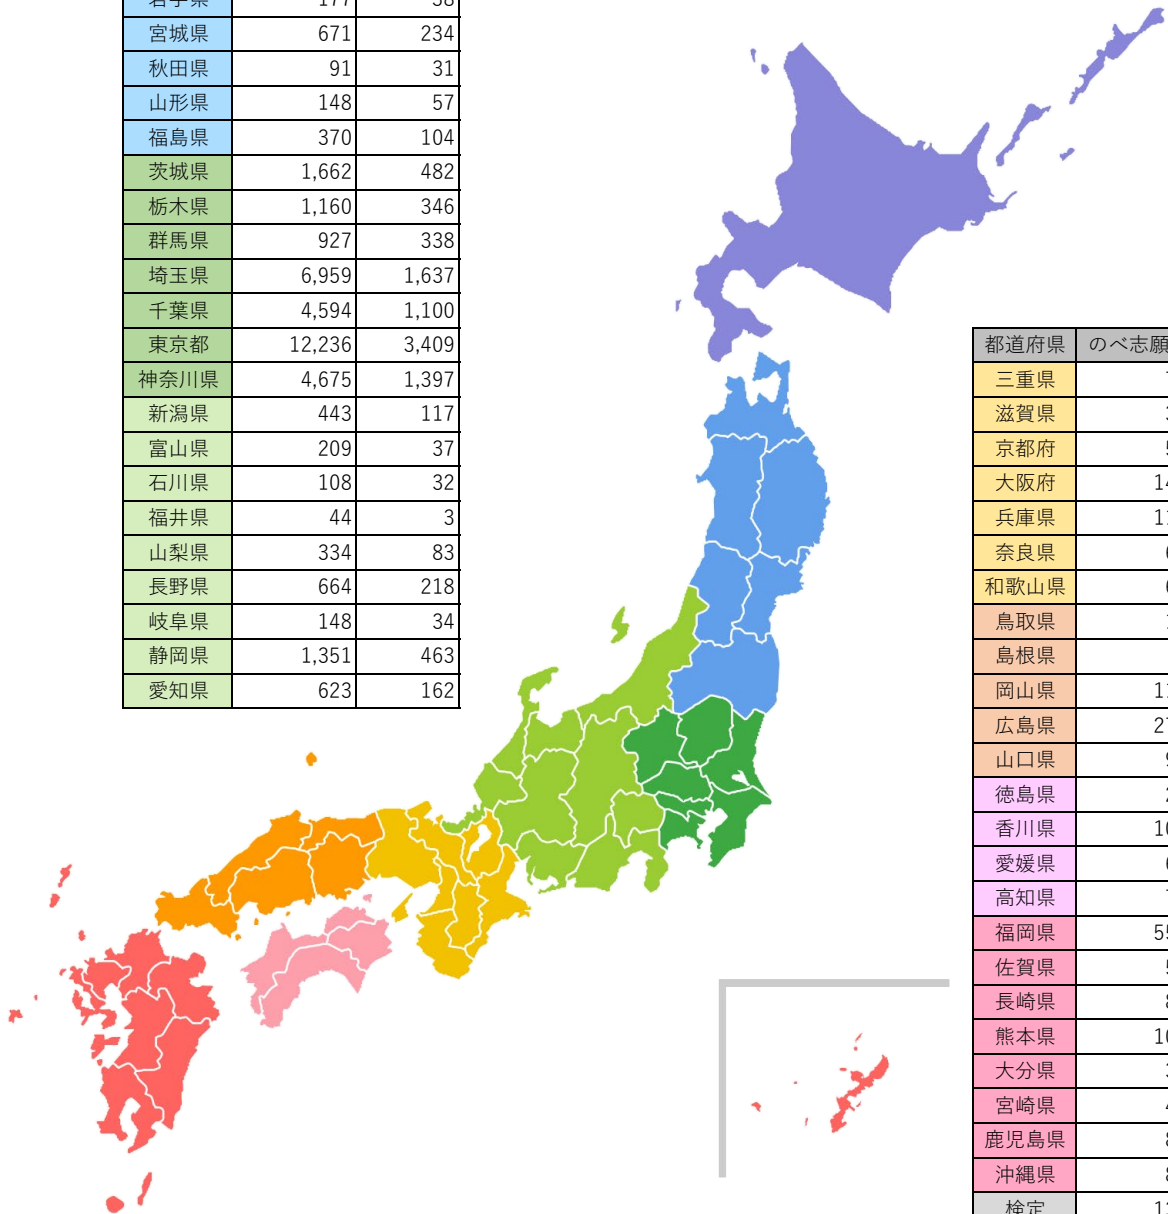 宮城県 671 234
秋田県 91 31
山形県 148 57
福島県 370 104
茨城県 1,662 482
栃木県 1,160 346
群馬県 927 338
埼玉県 6,959 1,637
千葉県 4,594 1,100
東京都 12,236 3,409
神奈川県 4,675 1,397
新潟県 443 117
富山県 209 37
石川県 108 32
福井県 44 3
山梨県 334 83
長野県 664 218
岐阜県 148 34
静岡県 1,351 463
愛知県 623 162
都道府県 のべ志願
三重県
滋賀県
京都府
大阪府
兵庫県
奈良県
和歌山県
鳥取県
島根県
岡山県
広島県
山口県
徳島県
香川県
愛媛県
高知県
福岡県
佐賀県
長崎県
熊本県
大分県
宮崎県
鹿児島県
沖縄県
検定